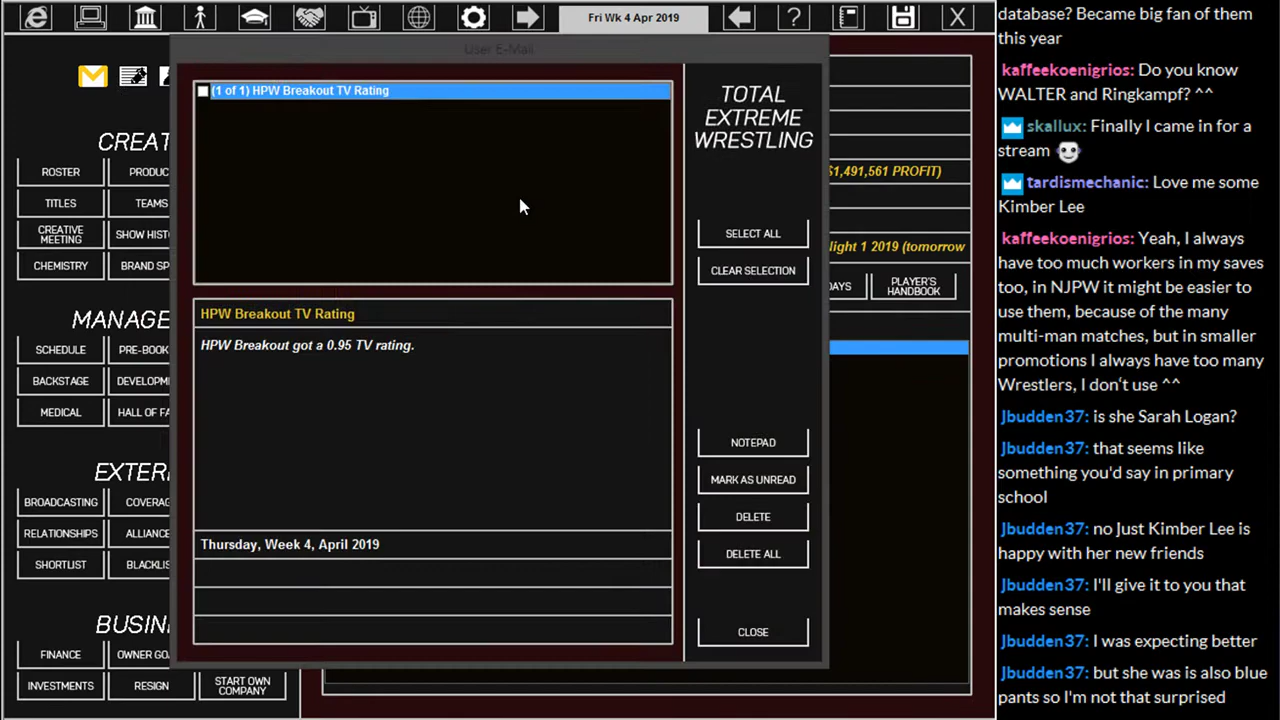 Fri Wk 4 Apr 2019
?
X
User E-Mail
(1 of 1) HPW Breakout TV Rating
TOTAL
EXTREME
WRESTLING
SELECT ALL
CLEAR SELECTION
HPW Breakout TV Rating
HPW Breakout got a 0.95 TV rating.
NOTEPAD
MARK AS UNREAD
DELETE
DELETE ALL
Thursday, Week 4, April 2019
CLOSE
CREAT
ROSTER
PRODUC
TITLES
TEAMS
CREATIVE
MEETING
SHOW HIST
CHEMISTRY
BRAND SP
MANAGE
SCHEDULE
PRE-BOOK
BACKSTAGE
DEVELOPM
MEDICAL
HALL OF FA
EXTER
BROADCASTING
COVERAG
RELATIONSHIPS
ALLIANC
SHORTLIST
BLACKLIS
BUSIN
FINANCE
OWNER GOA
INVESTMENTS
RESIGN
START OWN
COMPANY
$1,491,561 PROFIT)
Night 1 2019 (tomorrow
DAYS
PLAYER'S
HANDBOOK
database? Became big fan of them
this year
kaffeekoenigrios: Do you know
WALTER and Ringkampf? ^^
skallux: Finally I came in for a
stream
tardismechanic: Love me some
Kimber Lee
kaffeekoenigrios: Yeah, I always
have too much workers in my saves
too, in NJPW it might be easier to
use them, because of the many
multi-man matches, but in smaller
promotions I always have too many
Wrestlers, I don't use ^^
Jbudden37: is she Sarah Logan?
Jbudden37: that seems like
something you'd say in primary
school
Jbudden37: no Just Kimber Lee is
happy with her new friends
Jbudden37: I'll give it to you that
makes sense
Jbudden37: I was expecting better
Jbudden37: but she was is also blue
pants so I'm not that surprised